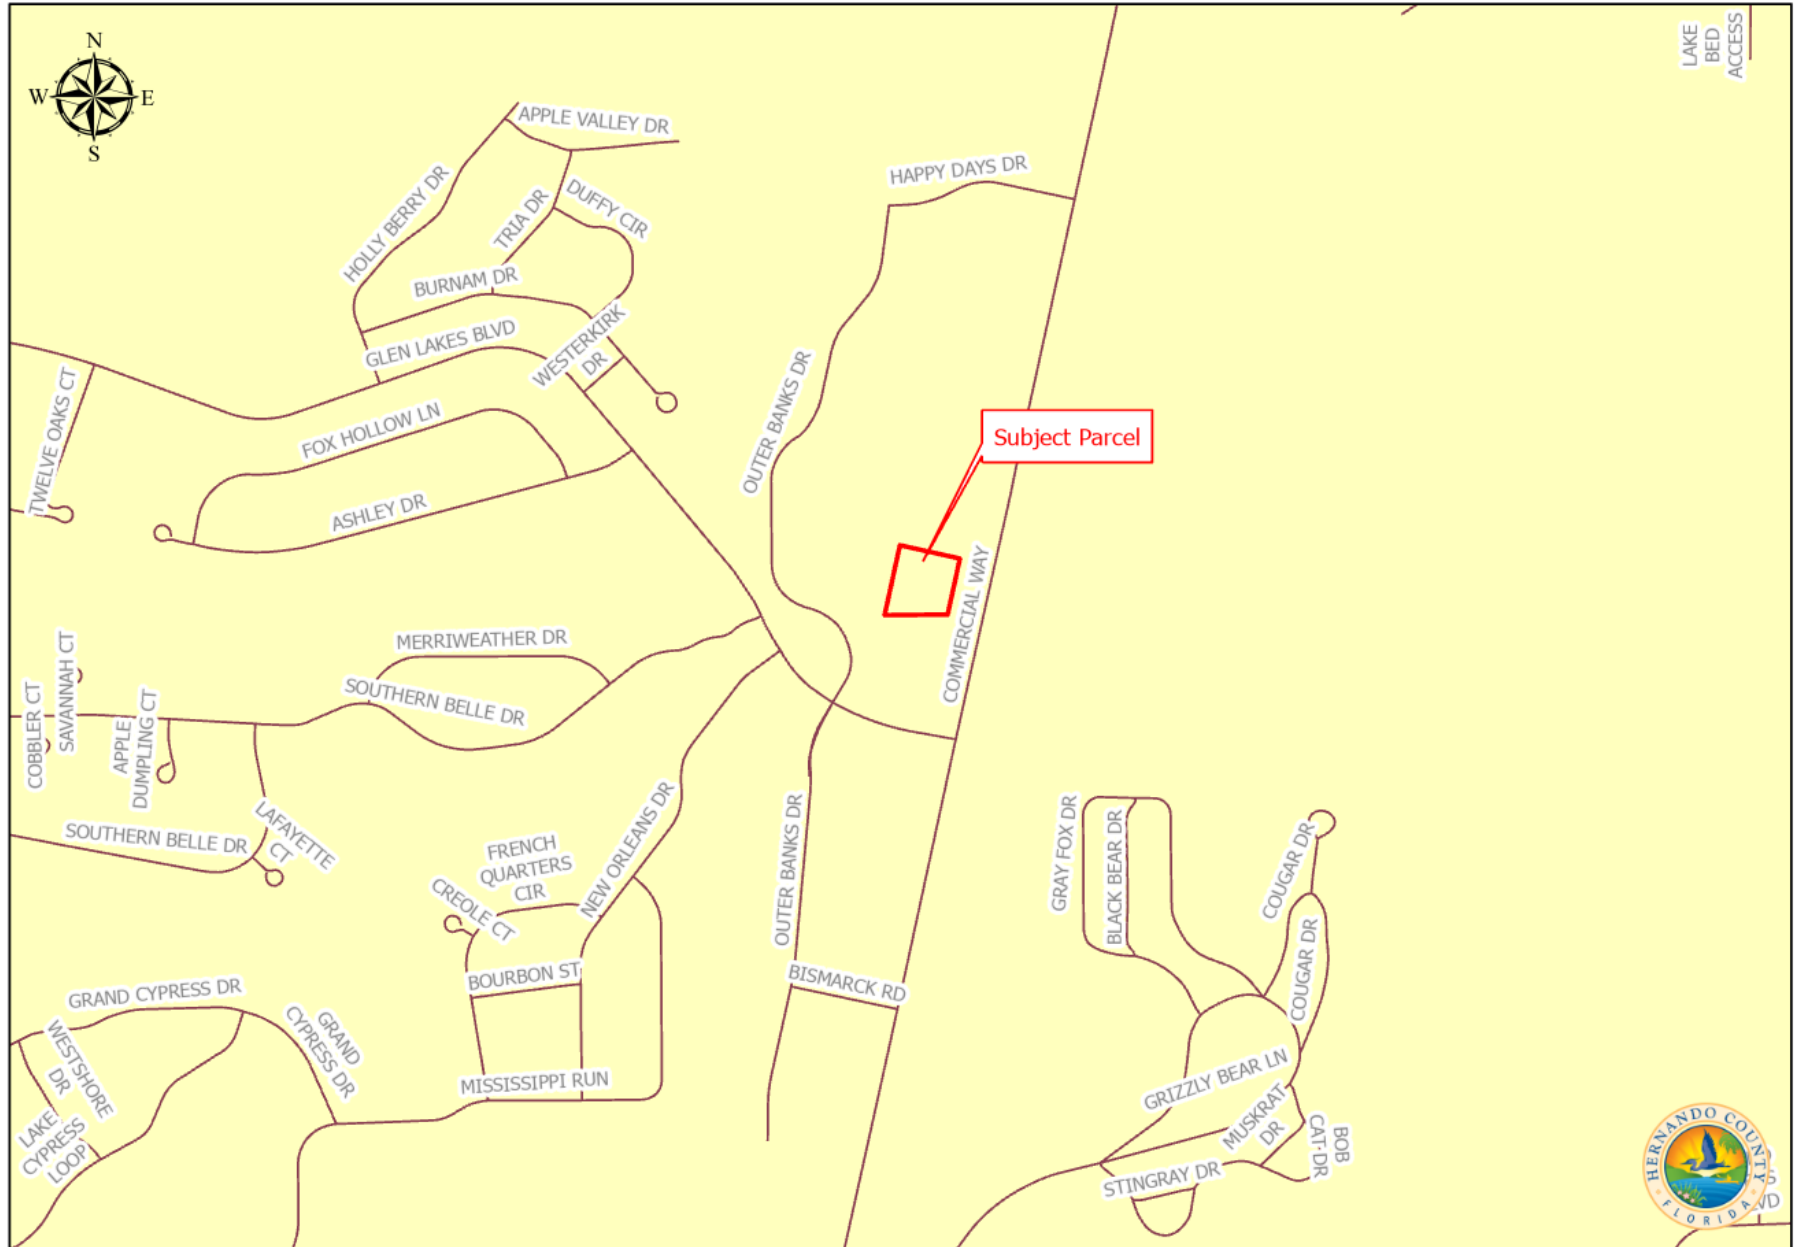 N
W
E
S
LAKE
BED
ACCESS
APPLE VALLEY DR
HAPPY DAYS DR
HOLLY BERRY DR
TRIA DR
DUFFY CIR
BURNAM DR
GLEN LAKES BLVD
WESTERKIRK
DR
TWELVE OAKS CT
FOX HOLLOW LN
OUTER BANKS DR
Subject Parcel
ASHLEY DR
COMMERCIAL WAY
MERRIWEATHER DR
SOUTHERN BELLE DR
COBBLER CT
SAVANNAH CT
APPLE
DUMPLING CT
LAFAYETTE
CT
SOUTHERN BELLE DR
FRENCH
QUARTERS
CIR
NEW ORLEANS DR
CREOLE CT
OUTER BANKS DR
GRAY FOX DR
BLACK BEAR DR
COUGAR DR
COUGAR DR
BOURBON ST
BISMARCK RD
GRAND CYPRESS DR
GRAND
CYPRESS DR
WESTSHORE
DR
LAKE
CYPRESS
LOOP
MISSISSIPPI RUN
GRIZZLY BEAR LN
MUSKRAT
DR
BOB
CAT DR
STINGRAY DR
HERNANDO COUNTY
FLORIDA